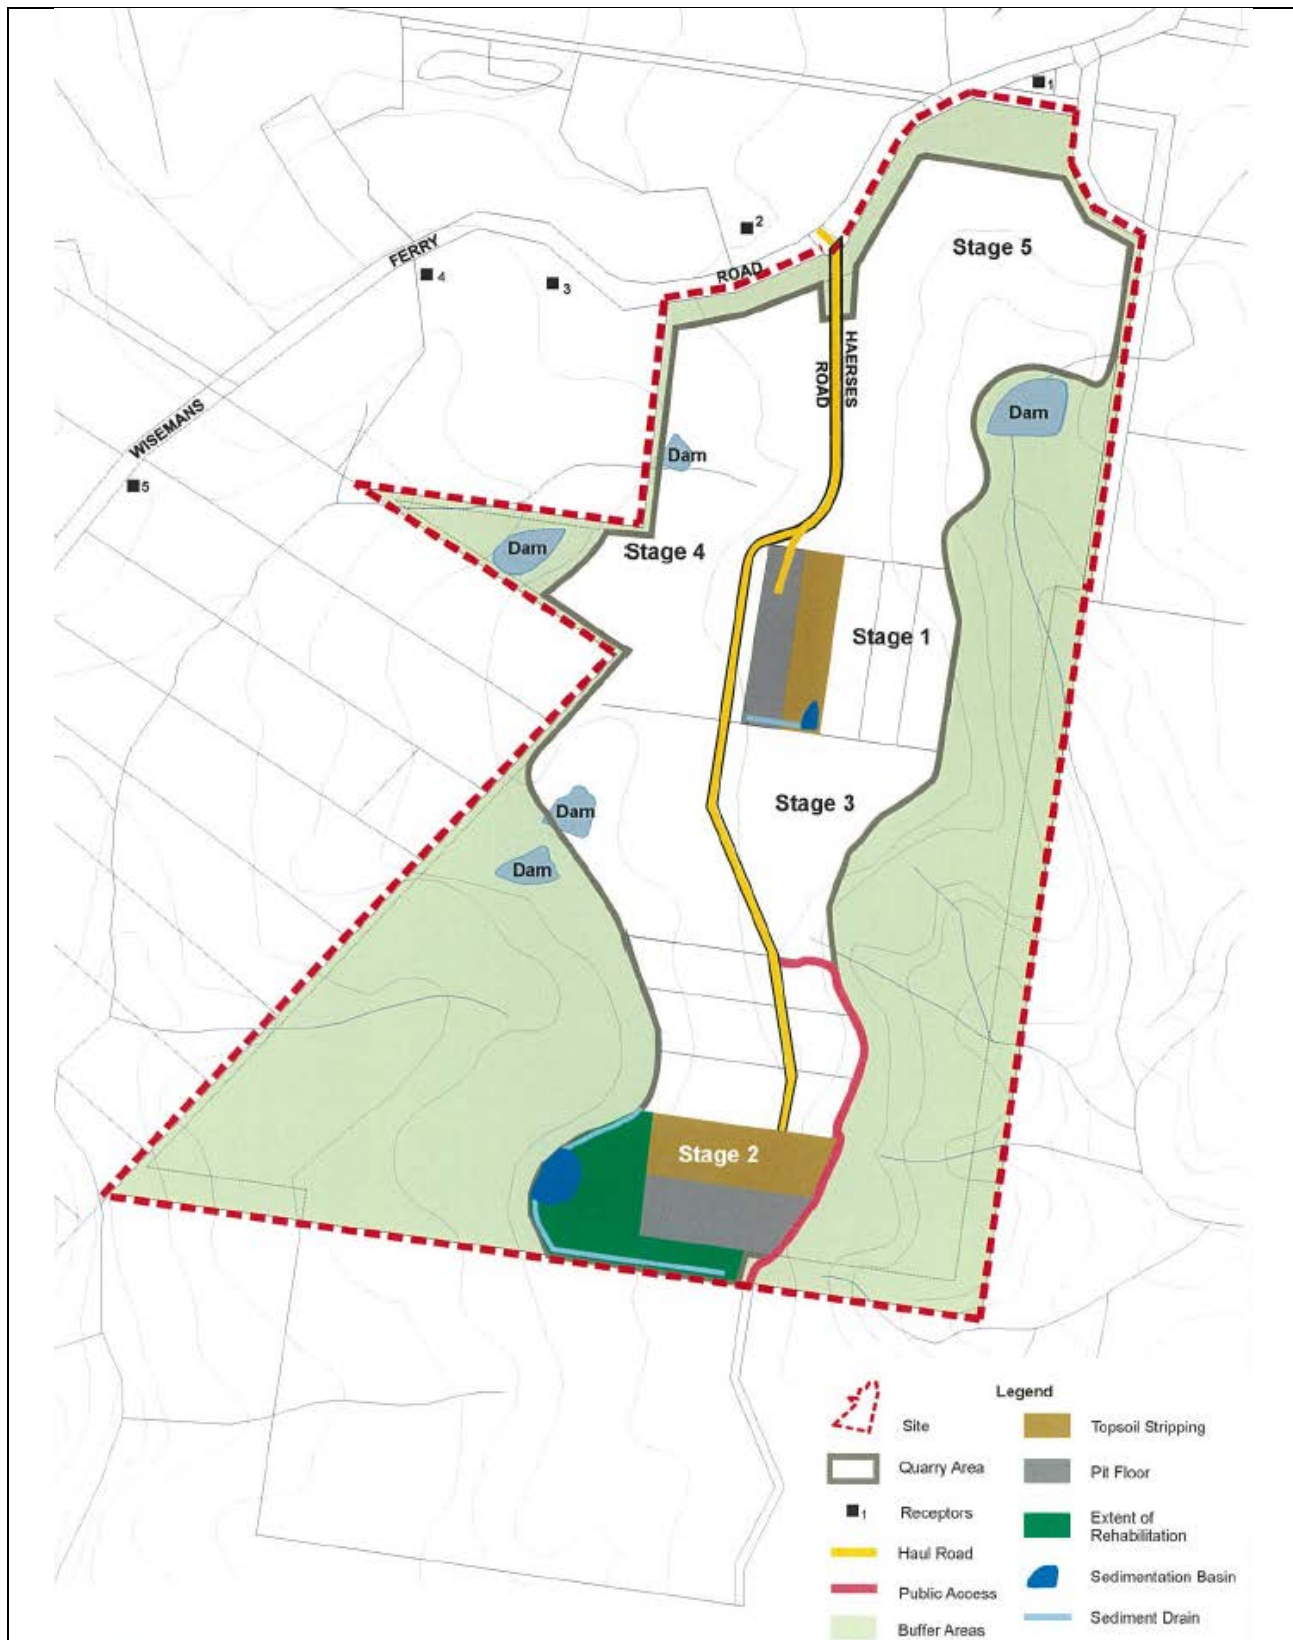 1
2
Stage 5
FERRY
ROAD
4
3
HAERSES
ROAD
Dam
WISEMANS
Dam
5
Dam
Stage 4
Stage 1
Stage 3
Dam
Dam
Stage 2
Legend
Site
Topsoil Stripping
Quarry Area
Pit Floor
1
Receptors
Extent of
Rehabilitation
Haul Road
Sedimentation Basin
Public Access
Sediment Drain
Buffer Areas